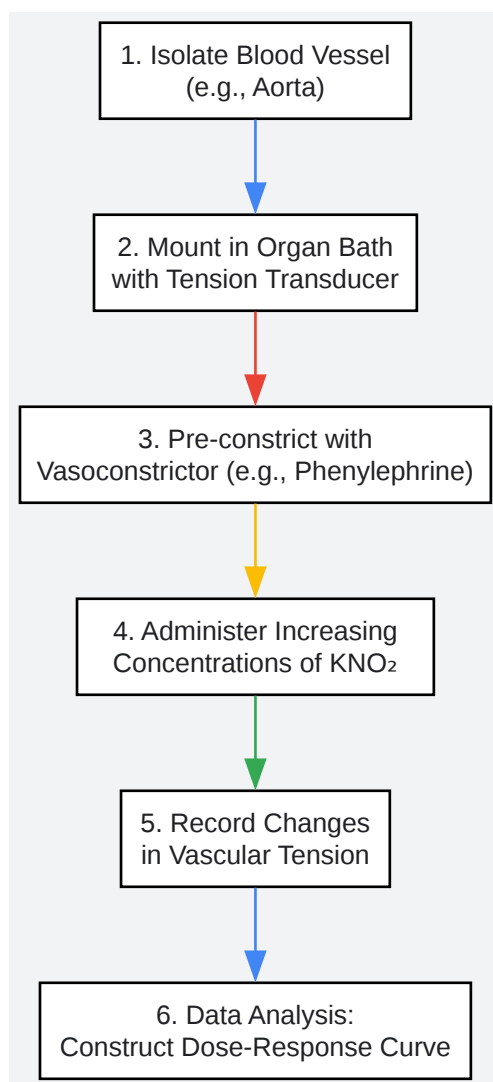 1. Isolate Blood Vessel
(e.g., Aorta)
2. Mount in Organ Bath
with Tension Transducer
3. Pre-constrict with
Vasoconstrictor (e.g., Phenylephrine)
4. Administer Increasing
Concentrations of KNO₂
5. Record Changes
in Vascular Tension
6. Data Analysis:
Construct Dose-Response Curve